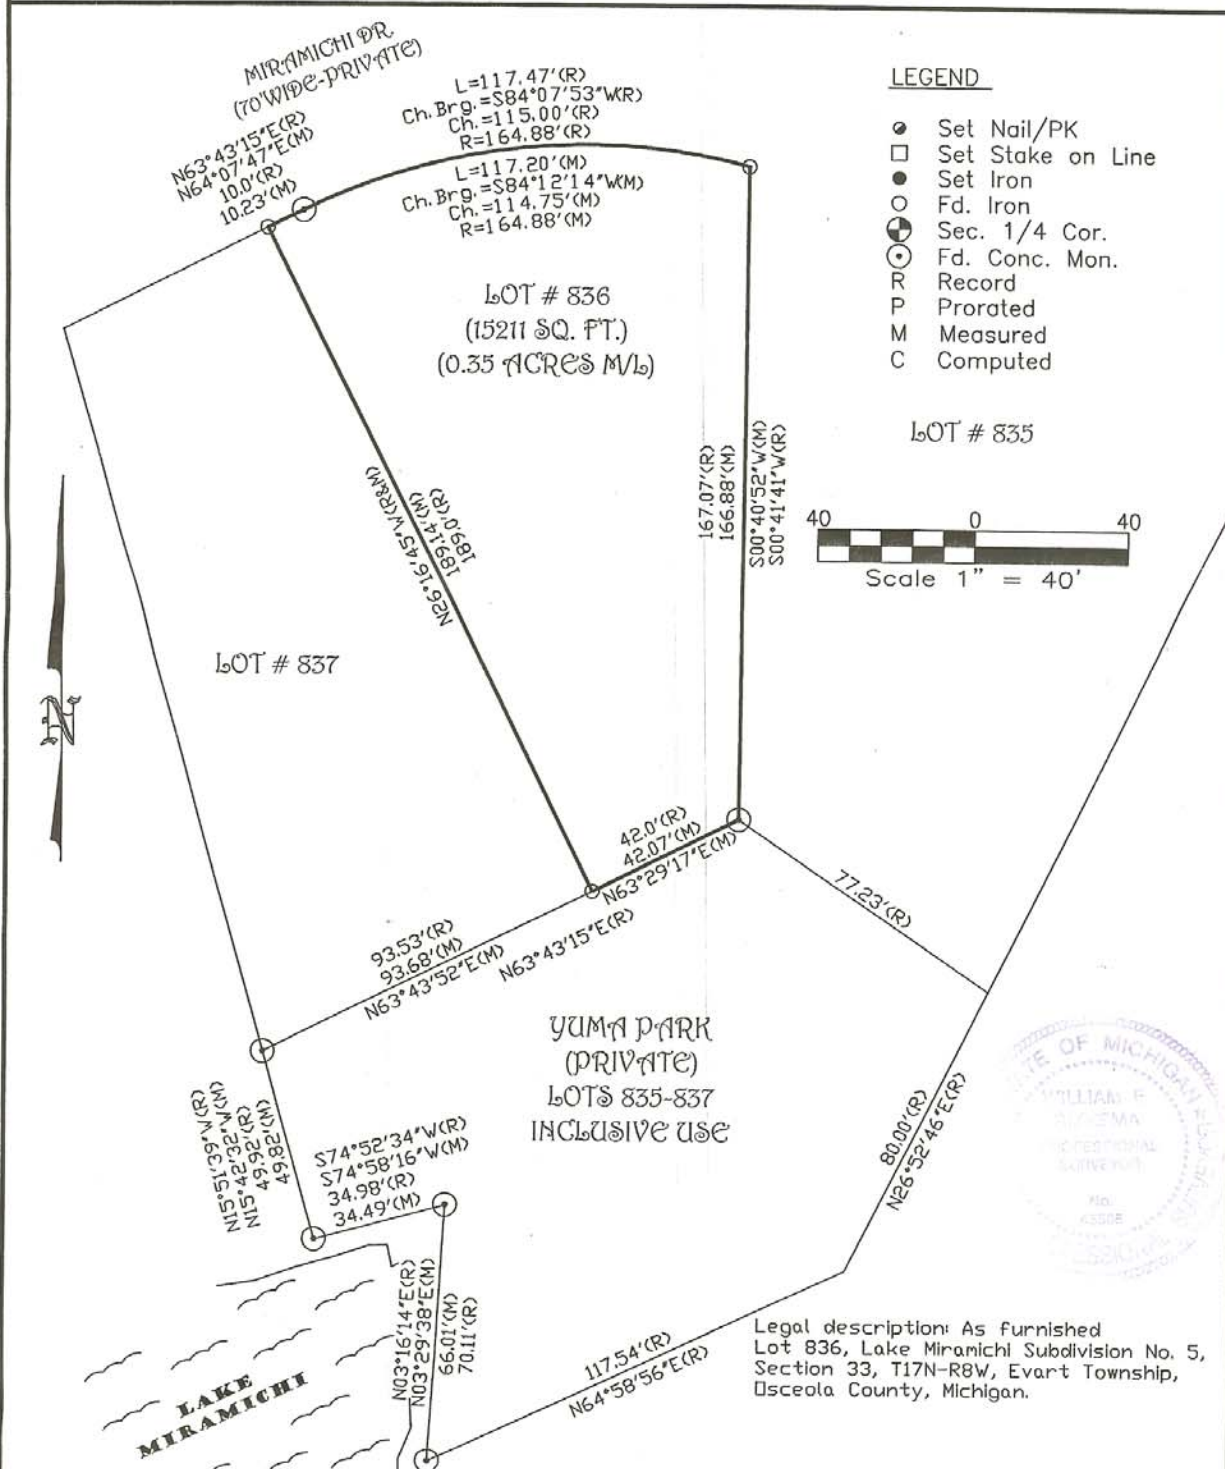 MIRAMICHI DR.
(70'WIDE-PRIVATE)
N63°43'15"E(R)
N64°07'47"E(M)
10.0'(R)
10.23'(M)
L=117.47'(R)
Ch.Brg.=S84°07'53"W(R)
Ch.=115.00'(R)
R=164.88'(R)
L=117.20'(M)
Ch.Brg.=S84°12'14"W(M)
Ch.=114.75'(M)
R=164.88'(M)
LEGEND
Set Nail/PK
Set Stake on Line
Set Iron
Fd. Iron
Sec. 1/4 Cor.
Fd. Conc. Mon.
R Record
P Prorated
M Measured
C Computed
LOT # 836
(15211 SQ. FT.)
(0.35 ACRES M/L)
LOT # 835
40 0 40
Scale 1" = 40'
N26°16'45"W(R&M)
189.14'(M)
189.0'(R)
167.07'(R)
166.88'(M)
S00°40'52"W(M)
S00°41'41"W(R)
LOT # 837
N
42.0'(R)
42.07'(M)
N63°29'17"E(M)
N63°43'15"E(R)
77.23'(R)
93.53'(R)
93.68'(M)
N63°43'52"E(M)
YUMA PARK
(PRIVATE)
LOTS 835-837
INCLUSIVE USE
N15°51'39"W(R)
N15°42'32"W(M)
49.92'(R)
49.82'(M)
S74°52'34"W(R)
S74°58'16"W(M)
34.98'(R)
34.49'(M)
80.00'(R)
N26°52'46"E(R)
OF MICHIGAN
WILLIAM
PROFESSIONAL
SURVEYOR
No.
N03°16'14"E(R)
N03°29'38"E(M)
66.01'(M)
70.11'(R)
117.54'(R)
N64°58'56"E(R)
LAKE
MIRAMICHI
Legal description: As furnished
Lot 836, Lake Miramichi Subdivision No. 5,
Section 33, T17N-R8W, Evart Township,
Osceola County, Michigan.